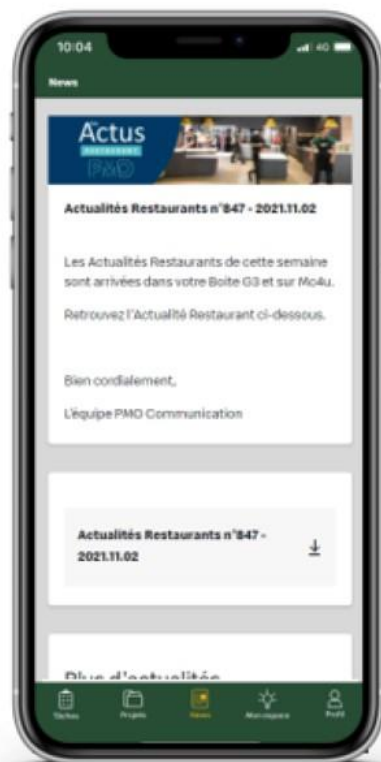 10:04
4G
News
Les
Actus
RESTAURANT
PMO
Actualités Restaurants n°847 - 2021.11.02
Les Actualités Restaurants de cette semaine
sont arrivées dans votre Boite G3 et sur Mc4u.
Retrouvez l'Actualité Restaurant ci-dessous.
Bien cordialement,
L'équipe PMO Communication
Actualités Restaurants n°847 -
2021.11.02
Plus d'actualités
Tâches Projets News Mon espace Profil